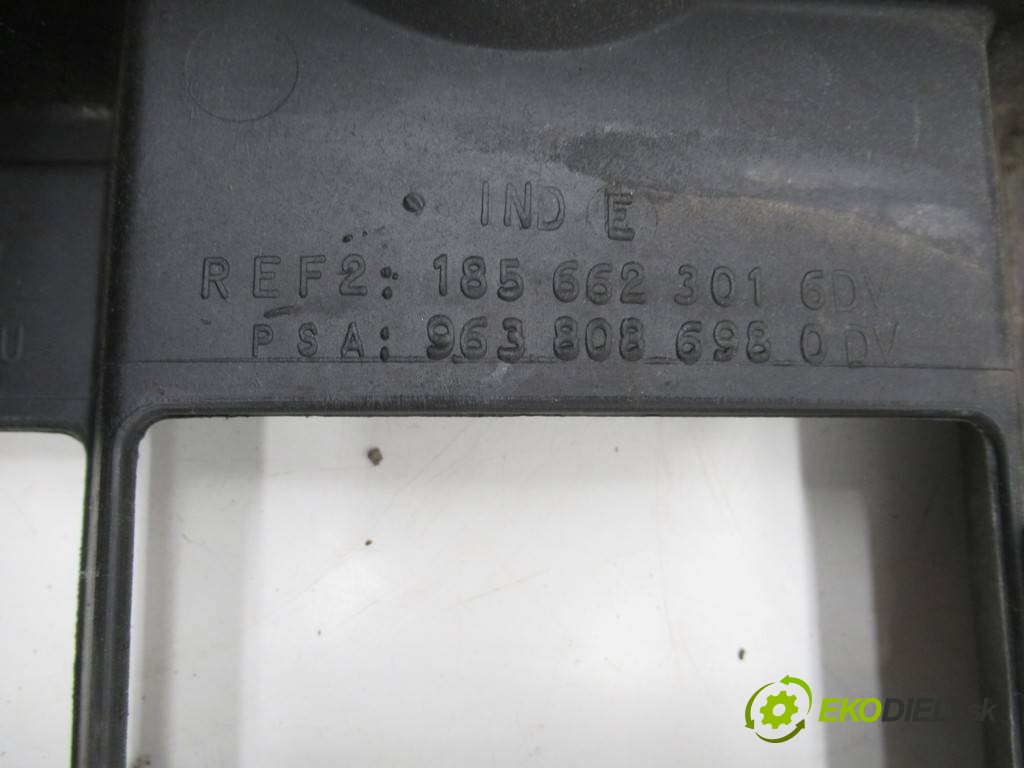 IND E
REF2: 185 662 301 6DV
PSA: 963 808 698 0DV
U
EKODIELY.sk